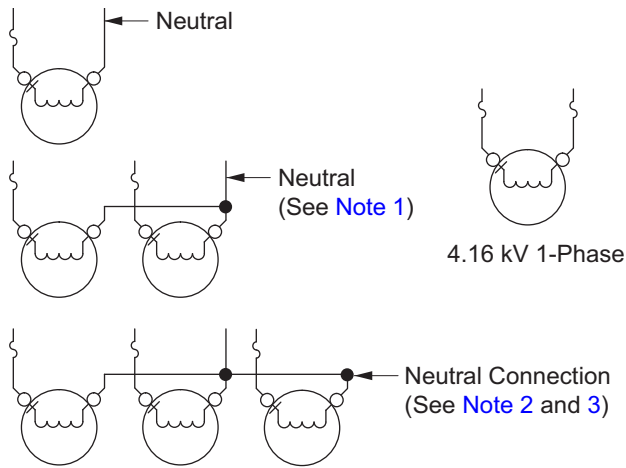 Neutral
Neutral
(See Note 1)
4.16 kV 1-Phase
Neutral Connection
(See Note 2 and 3)